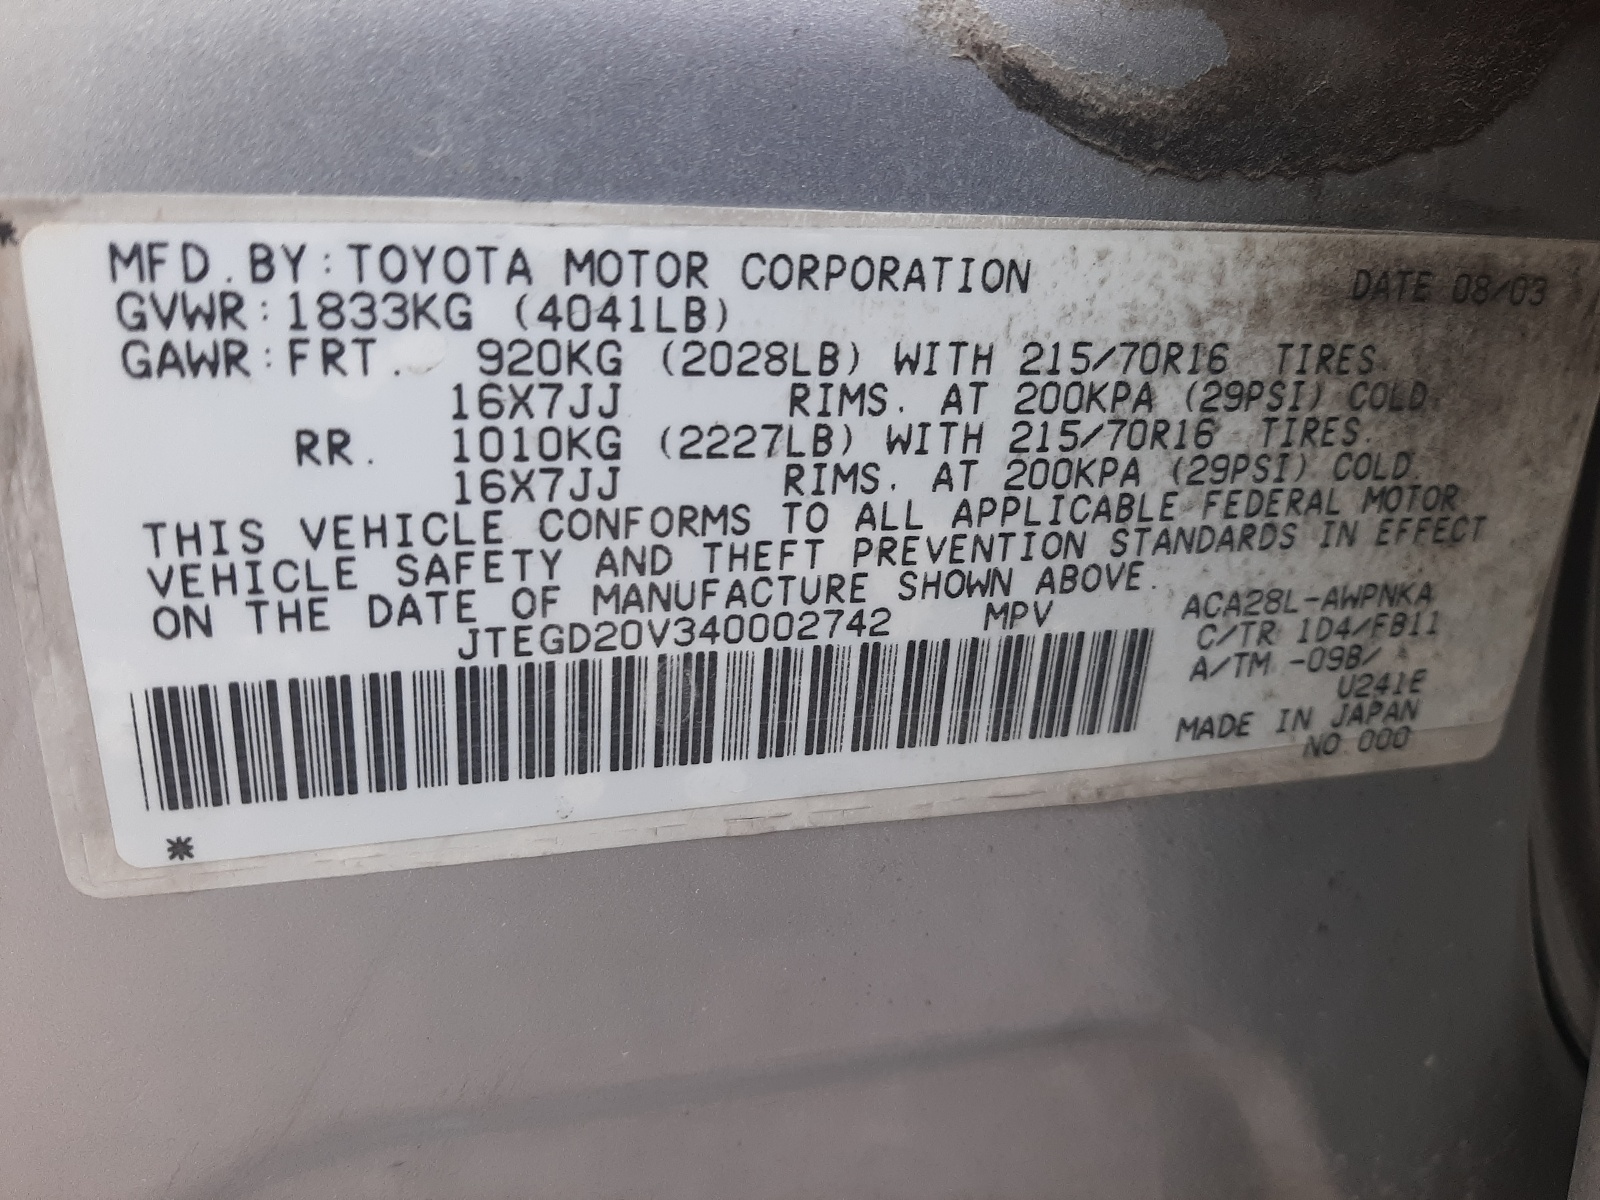 MFD.BY:TOYOTA MOTOR CORPORATION DATE 08/03
GVWR:1833KG (4041LB)
GAWR:FRT. 920KG (2028LB) WITH 215/70R16 TIRES.
16X7JJ RIMS. AT 200KPA (29PSI) COLD.
RR. 1010KG (2227LB) WITH 215/70R16 TIRES.
16X7JJ RIMS. AT 200KPA (29PSI) COLD.
THIS VEHICLE CONFORMS TO ALL APPLICABLE FEDERAL MOTOR
VEHICLE SAFETY AND THEFT PREVENTION STANDARDS IN EFFECT
ON THE DATE OF MANUFACTURE SHOWN ABOVE.
JTEGD20V340002742 MPV
ACA28L-AWPNKA
C/TR 1D4/FB11
A/TM -09B/
U241E
MADE IN JAPAN
NO.000